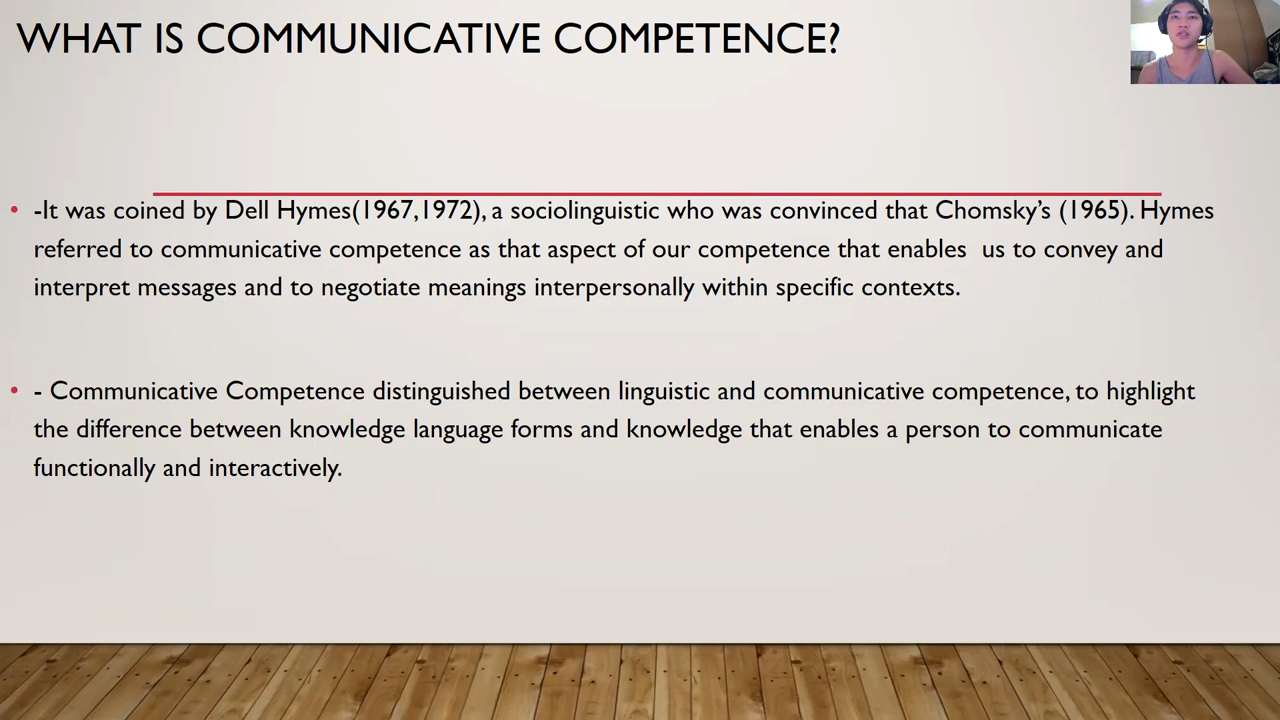 WHAT IS COMMUNICATIVE COMPETENCE?
-It was coined by Dell Hymes(1967,1972), a sociolinguistic who was convinced that Chomsky's (1965). Hymes
referred to communicative competence as that aspect of our competence that enables  us to convey and
interpret messages and to negotiate meanings interpersonally within specific contexts.
- Communicative Competence distinguished between linguistic and communicative competence, to highlight
the difference between knowledge language forms and knowledge that enables a person to communicate
functionally and interactively.